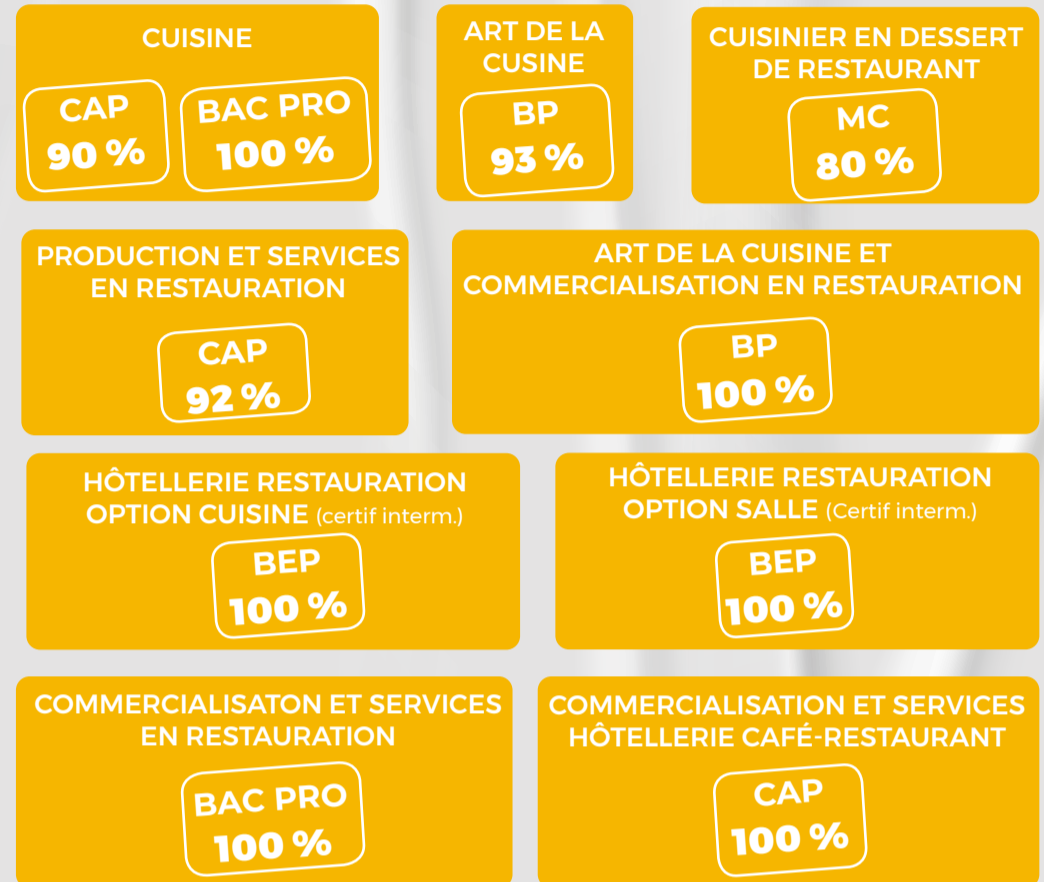 CUISINE
CAP
90 %
BAC PRO
100 %
ART DE LA
CUSINE
BP
93 %
CUISINIER EN DESSERT
DE RESTAURANT
MC
80 %
PRODUCTION ET SERVICES
EN RESTAURATION
CAP
92 %
ART DE LA CUISINE ET
COMMERCIALISATION EN RESTAURATION
BP
100 %
HÔTELLERIE RESTAURATION
OPTION CUISINE (certif interm.)
BEP
100 %
HÔTELLERIE RESTAURATION
OPTION SALLE (Certif interm.)
BEP
100 %
COMMERCIALISATON ET SERVICES
EN RESTAURATION
BAC PRO
100 %
COMMERCIALISATION ET SERVICES
HÔTELLERIE CAFÉ-RESTAURANT
CAP
100 %